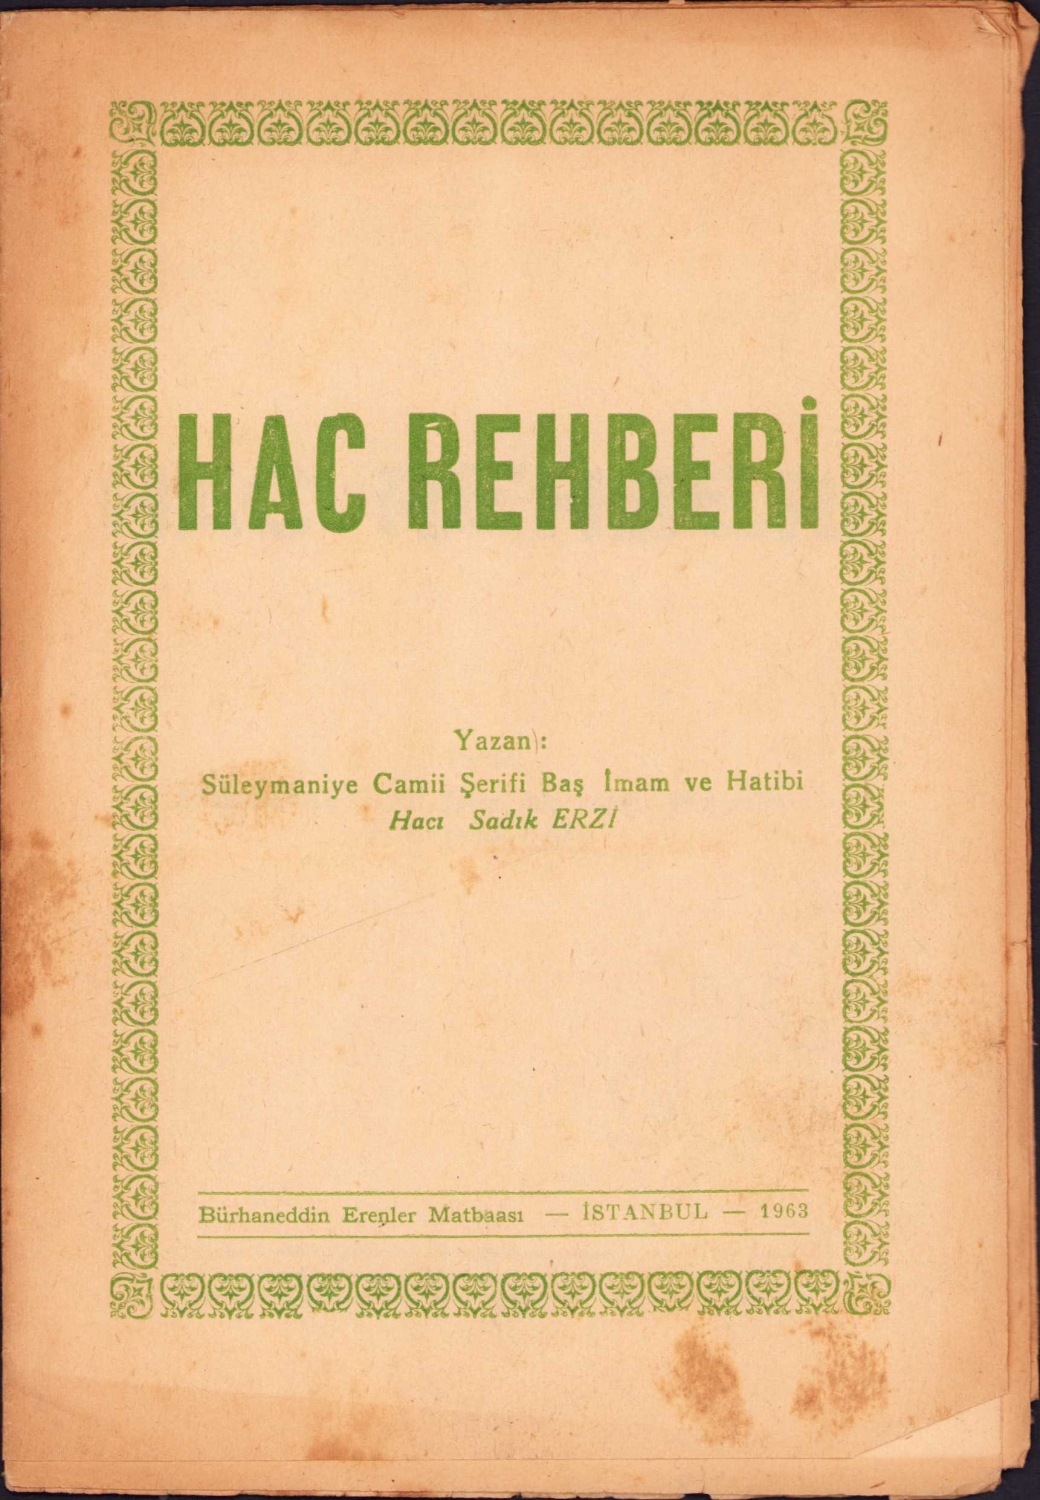 HAC REHBERİ
Yazan :
Süleymaniye Camii Şerifi Baş İmam ve Hatibi
Hacı Sadık ERZİ
Bürhaneddin Erenler Matbaası — İSTANBUL — 1963